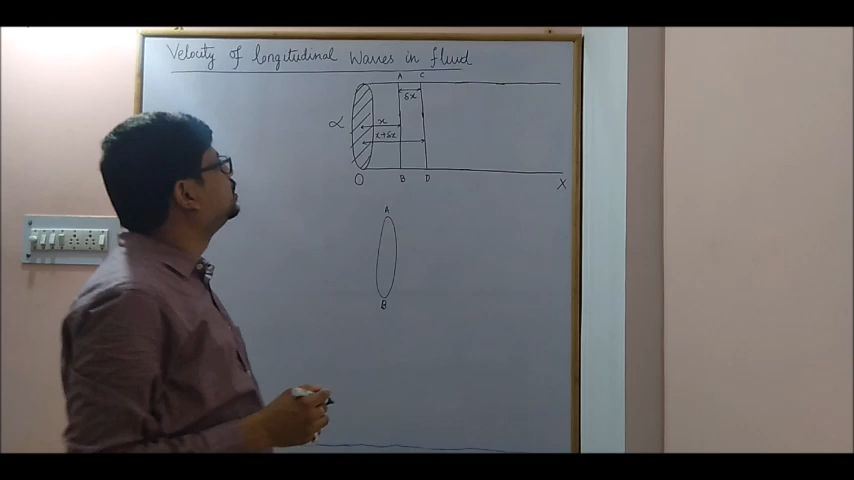 Velocity of longitudinal Waves in fluid
A C
δx
α
x
x+δx
O B D X
A
B